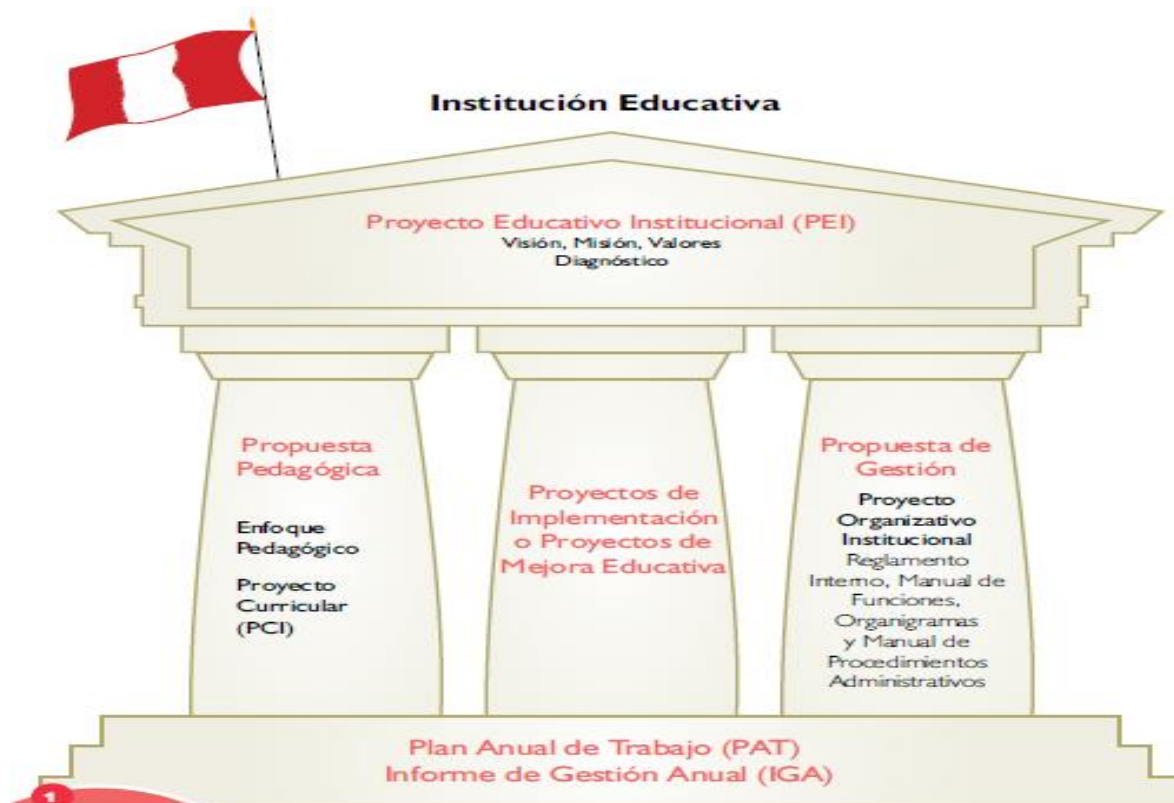 Institución Educativa
Proyecto Educativo Institucional (PEI)
Visión, Misión, Valores
Diagnóstico
Propuesta
Pedagógica
Enfoque
Pedagógico
Proyecto
Curricular
(PCI)
Proyectos de
Implementación
o Proyectos de
Mejora Educativa
Propuesta de
Gestión
Proyecto
Organizativo
Institucional
Reglamento
Interno, Manual de
Funciones,
Organigramas
y Manual de
Procedimientos
Administrativos
Plan Anual de Trabajo (PAT)
Informe de Gestión Anual (IGA)
1